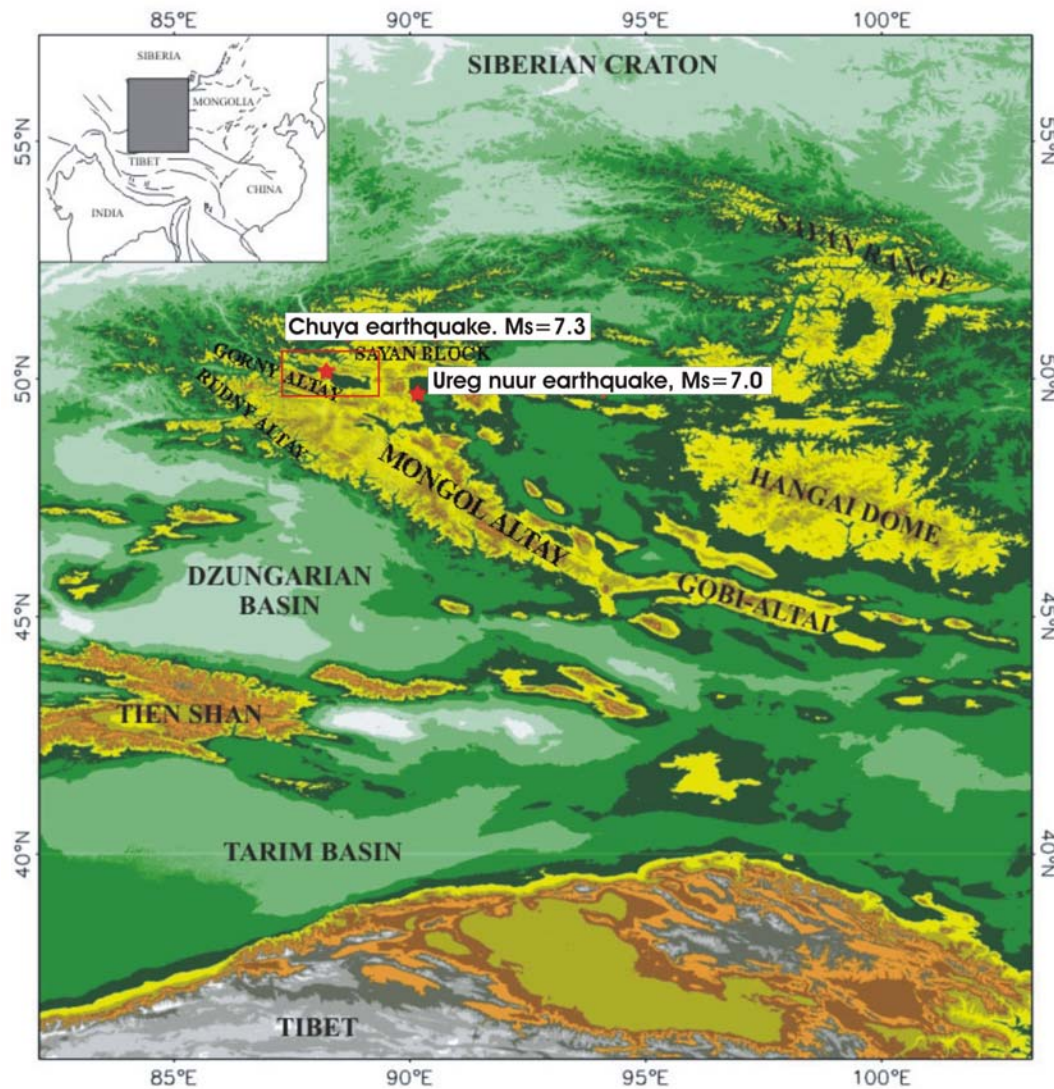 85°E 90°E 95°E 100°E
SIBERIA
MONGOLIA
TIBET
CHINA
INDIA
SIBERIAN CRATON
55°N
55°N
SAYAN RANGE
Chuya earthquake. Ms=7.3
SAYAN BLOCK
GORNY ALTAY
50°N
50°N
Ureg nuur earthquake, Ms=7.0
RUDNY ALTAY
MONGOL ALTAY
HANGAI DOME
DZUNGARIAN
BASIN
GOBI-ALTAI
45°N
45°N
TIEN SHAN
TARIM BASIN
40°N
40°N
TIBET
85°E 90°E 95°E 100°E